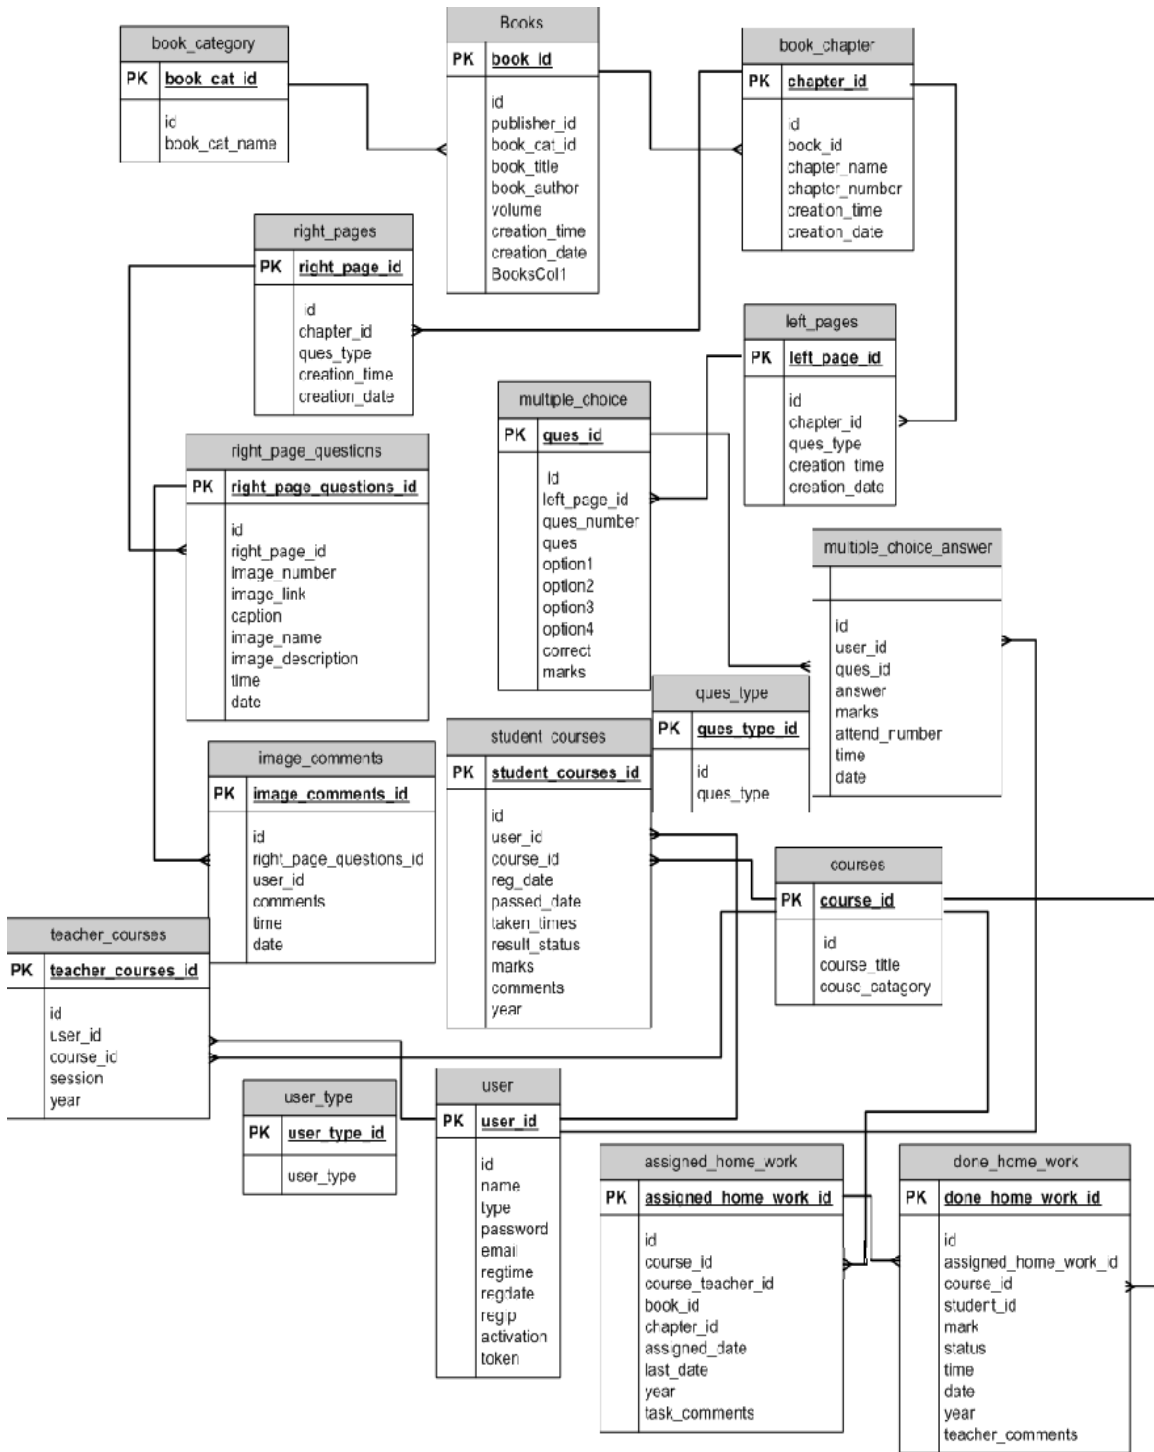 book_category
PK book_cat_id
id
book_cat_name
Books
PK book_id
id
publisher_id
book_cat_id
book_title
book_author
volume
creation_time
creation_date
BooksCol1
book_chapter
PK chapter_id
id
book_id
chapter_name
chapter_number
creation_time
creation_date
right_pages
PK right_page_id
id
chapter_id
ques_type
creation_time
creation_date
left_pages
PK left_page_id
id
chapter_id
ques_type
creation_time
creation_date
multiple_choice
PK ques_id
Id
left_page_id
ques_number
ques
option1
option2
option3
option4
correct
marks
right_page_questions
PK right_page_questions_id
id
right_page_id
image_number
image_link
caption
image_name
image_description
time
date
multiple_choice_answer
id
user_id
ques_id
answer
marks
attend_number
time
date
ques_type
PK ques_type_id
id
ques_type
student_courses
PK student_courses_id
id
user_id
course_id
reg_date
passed_date
taken_times
result_status
marks
comments
year
image_comments
PK image_comments_id
id
right_page_questions_id
user_id
comments
time
date
courses
PK course_id
id
course_title
couse_catagory
teacher_courses
PK teacher_courses_id
id
user_id
course_id
session
year
user_type
PK user_type_id
user_type
user
PK user_id
id
name
type
password
email
regtime
regdate
regip
activation
token
assigned_home_work
PK assigned_home_work_id
id
course_id
course_teacher_id
book_id
chapter_id
assigned_date
last_date
year
task_comments
done_home_work
PK done_home_work_id
id
assigned_home_work_id
course_id
student_id
mark
status
time
date
year
teacher_comments